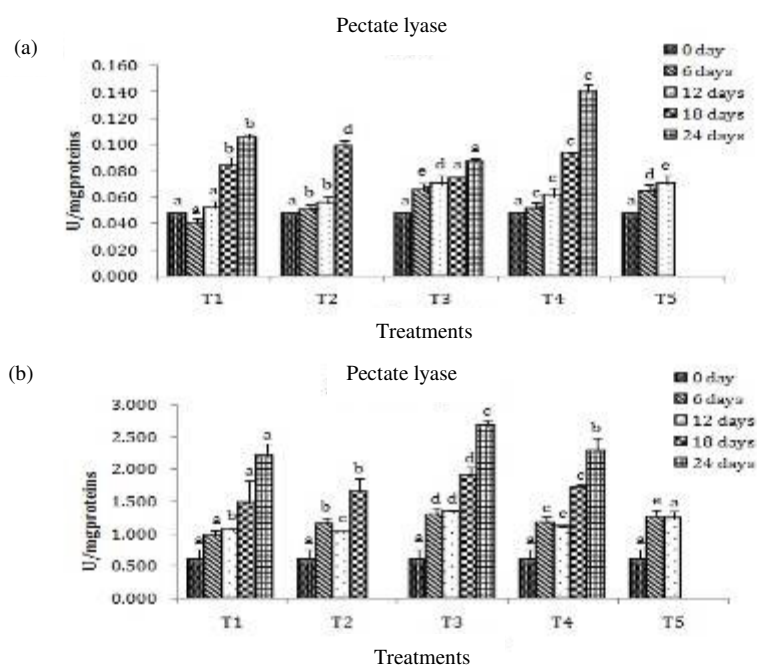 Pectate lyase
(a)
0 day
6 days
12 days
18 days
24 days
U/mgproteins
0.160
0.140
0.120
0.100
0.080
0.060
0.040
0.020
0.000
a a a b b
a b b d
a e d a a
a c c c c
a d e
T1 T2 T3 T4 T5
Treatments
(b)
Pectate lyase
0 day
6 days
12 days
18 days
24 days
U/mgproteins
3.000
2.500
2.000
1.500
1.000
0.500
0.000
a a b a a
a b c b
a d d d c
a c e c b
a e a
T1 T2 T3 T4 T5
Treatments